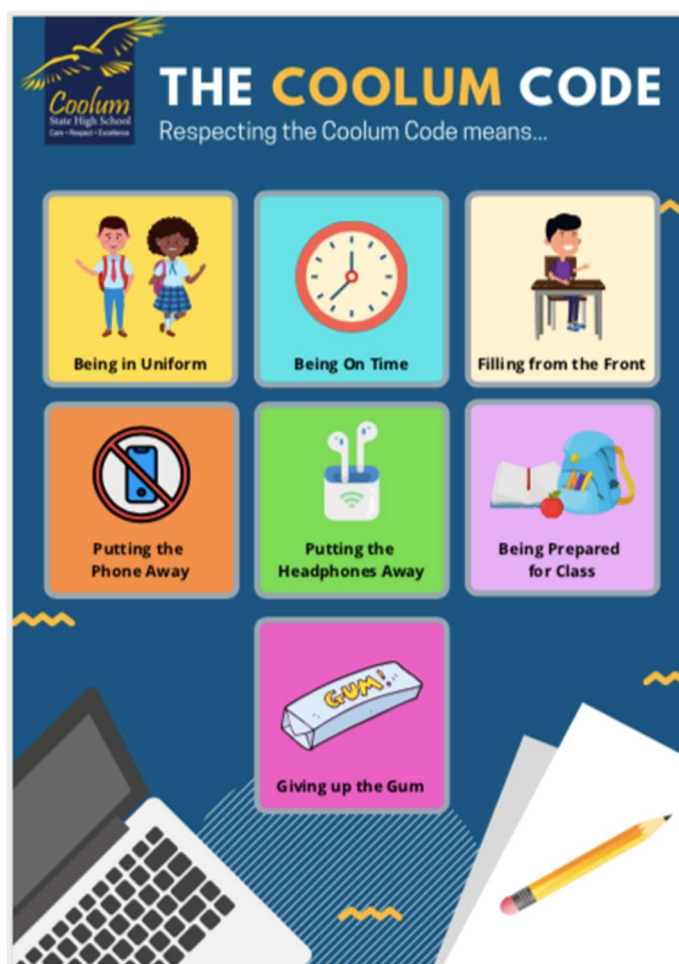 THE COOLUM CODE
Respecting the Coolum Code means...
Coolum
State High School
Care • Respect • Excellence
Being in Uniform
Being On Time
Filling from the Front
Putting the
Phone Away
Putting the
Headphones Away
Being Prepared
for Class
GUM!
Giving up the Gum